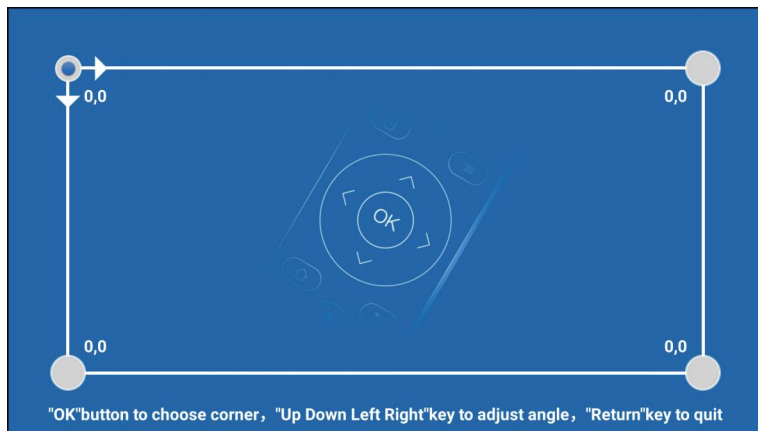 0,0 0,0
OK
0,0 0,0
"OK"button to choose corner，"Up Down Left Right"key to adjust angle，"Return"key to quit